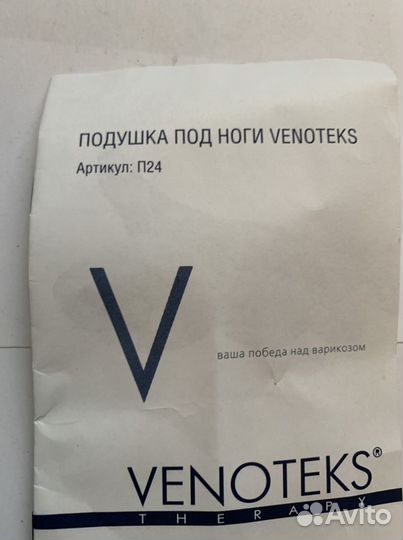 ПОДУШКА ПОД НОГИ VENOTEKS
Артикул: П24
V
ваша победа над варикозом
VENOTEKS®
THERAPY
Avito